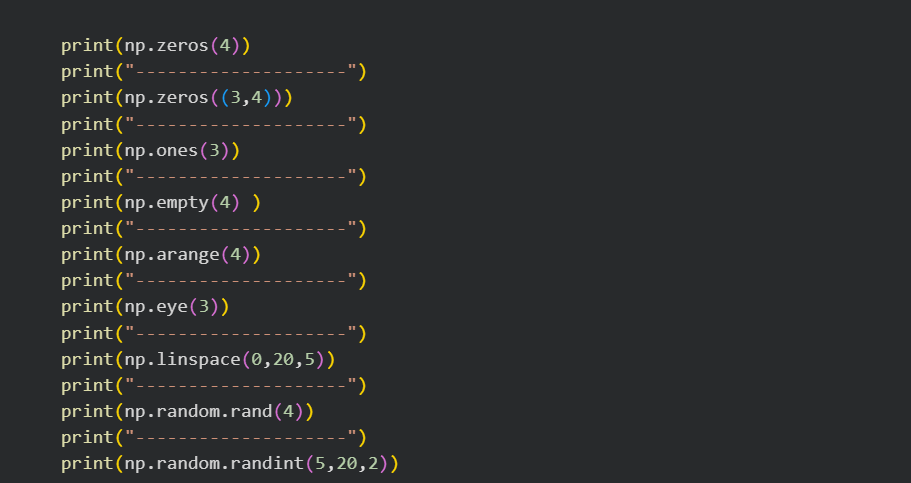 print(np.zeros(4))
print("--------------------")
print(np.zeros((3,4)))
print("--------------------")
print(np.ones(3))
print("--------------------")
print(np.empty(4) )
print("--------------------")
print(np.arange(4))
print("--------------------")
print(np.eye(3))
print("--------------------")
print(np.linspace(0,20,5))
print("--------------------")
print(np.random.rand(4))
print("--------------------")
print(np.random.randint(5,20,2))